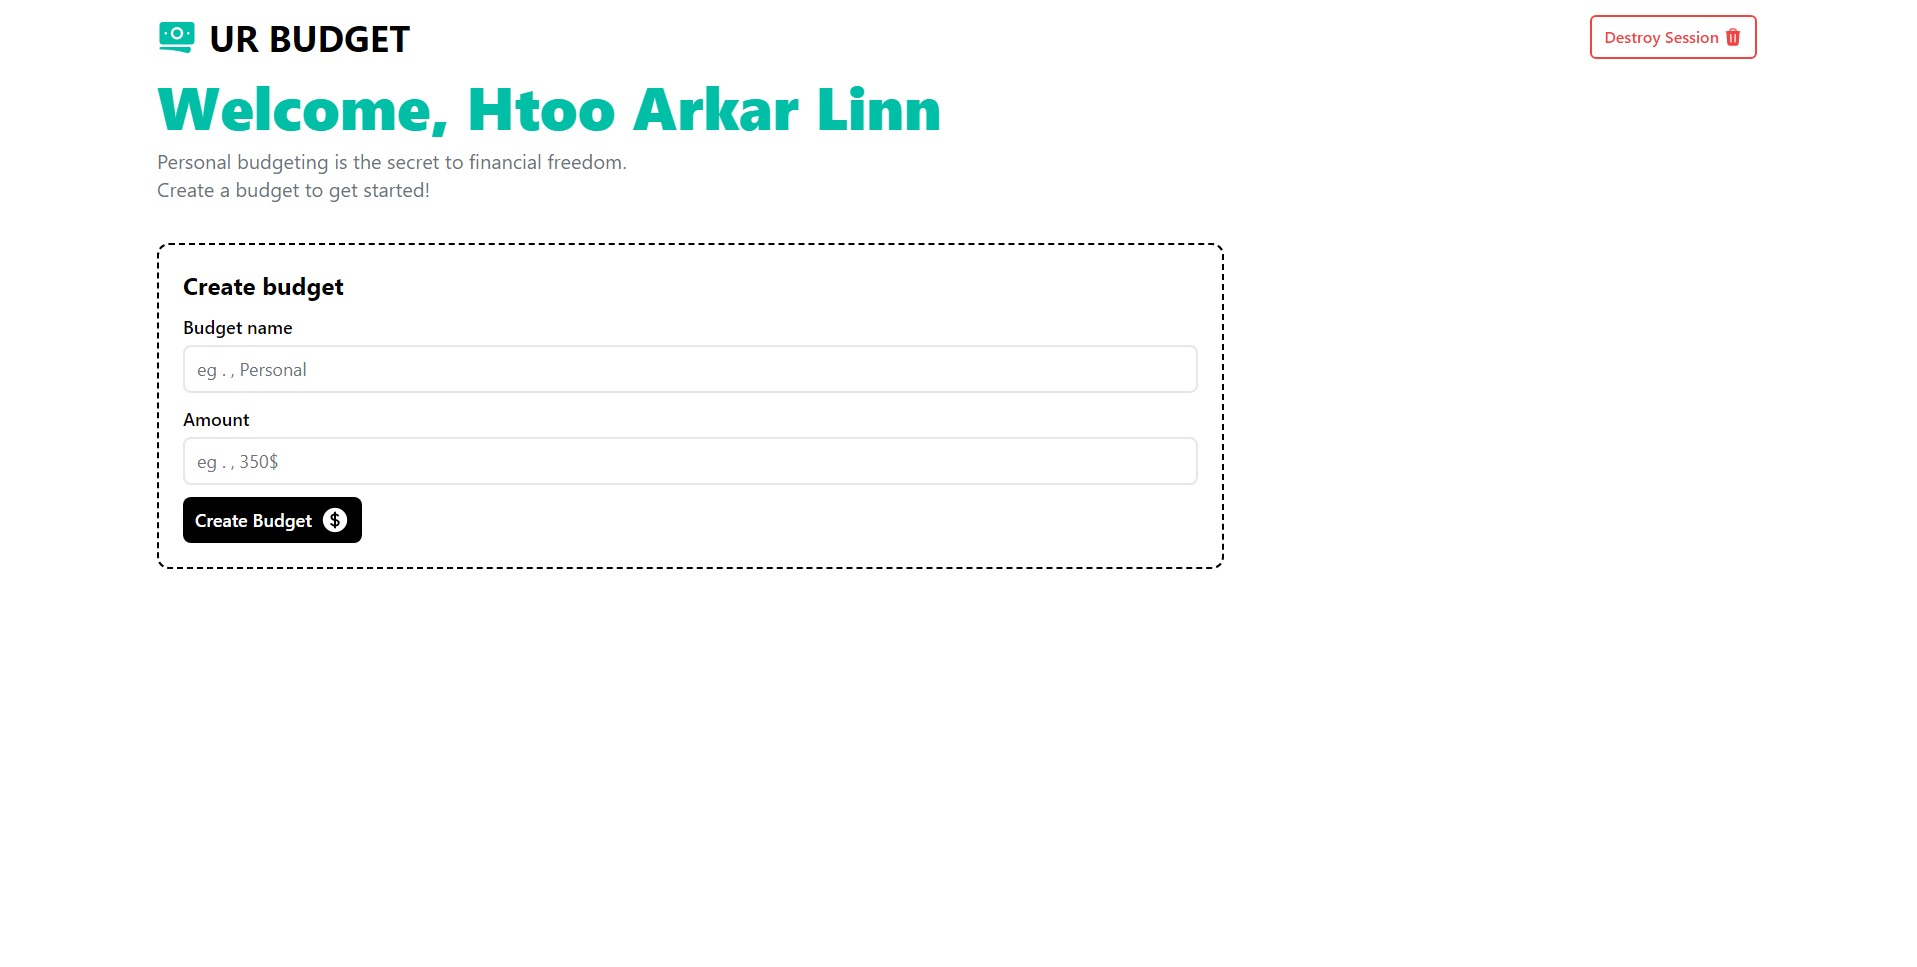 UR BUDGET
Destroy Session
Welcome, Htoo Arkar Linn
Personal budgeting is the secret to financial freedom.
Create a budget to get started!
Create budget
Budget name
eg . , Personal
Amount
eg . , 350$
Create Budget $